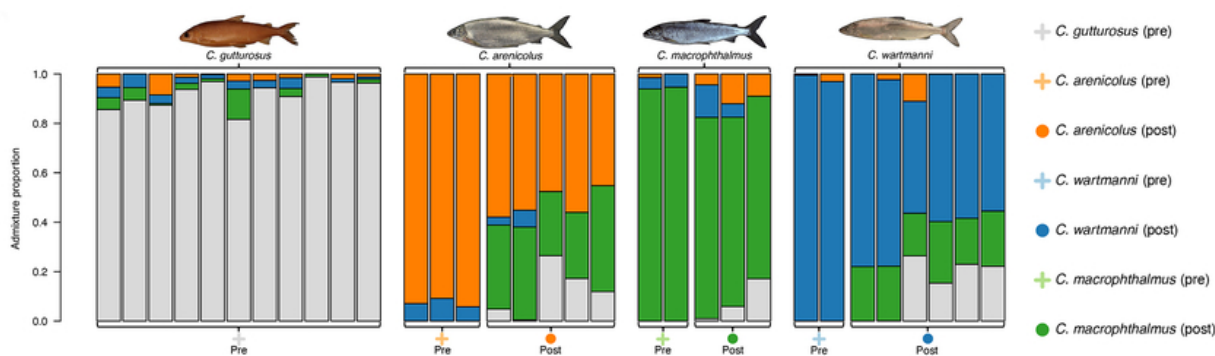 C. gutturosus
C. arenicolus
C. macrophthalmus
C. wartmanni
Admixture proportion
1.0
0.8
0.6
0.4
0.2
0.0
Pre
Pre
Post
Pre
Post
Pre
Post
C. gutturosus (pre)
C. arenicolus (pre)
C. arenicolus (post)
C. wartmanni (pre)
C. wartmanni (post)
C. macrophthalmus (pre)
C. macrophthalmus (post)